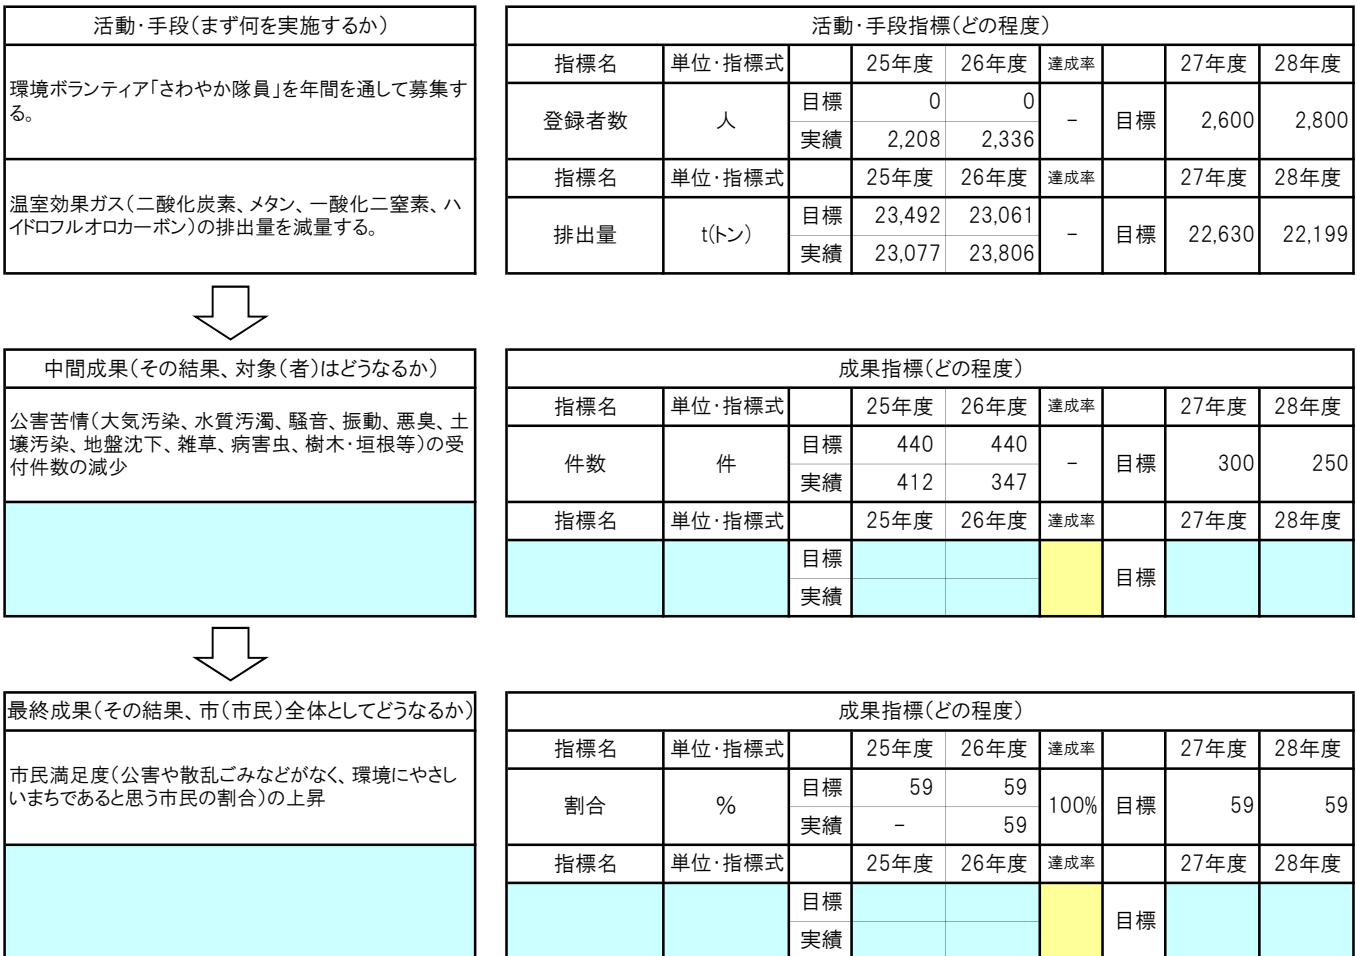 活動・手段（まず何を実施するか）
環境ボランティア「さわやか隊員」を年間を通して募集す
る。
温室効果ガス（二酸化炭素、メタン、一酸化二窒素、ハ
イドロフルオロカーボン）の排出量を減量する。
活動・手段指標（どの程度）
指標名 単位・指標式 25年度 26年度 達成率 27年度 28年度
登録者数 人 目標 0 0 － 目標 2,600 2,800
実績 2,208 2,336
指標名 単位・指標式 25年度 26年度 達成率 27年度 28年度
排出量 t(トン) 目標 23,492 23,061 － 目標 22,630 22,199
実績 23,077 23,806
中間成果（その結果、対象（者）はどうなるか）
公害苦情（大気汚染、水質汚濁、騒音、振動、悪臭、土
壌汚染、地盤沈下、雑草、病害虫、樹木・垣根等）の受
付件数の減少
成果指標（どの程度）
指標名 単位・指標式 25年度 26年度 達成率 27年度 28年度
件数 件 目標 440 440 － 目標 300 250
実績 412 347
指標名 単位・指標式 25年度 26年度 達成率 27年度 28年度
目標 目標
実績
最終成果（その結果、市（市民）全体としてどうなるか）
市民満足度（公害や散乱ごみなどがなく、環境にやさし
いまちであると思う市民の割合）の上昇
成果指標（どの程度）
指標名 単位・指標式 25年度 26年度 達成率 27年度 28年度
割合 % 目標 59 59 100% 目標 59 59
実績 － 59
指標名 単位・指標式 25年度 26年度 達成率 27年度 28年度
目標 目標
実績